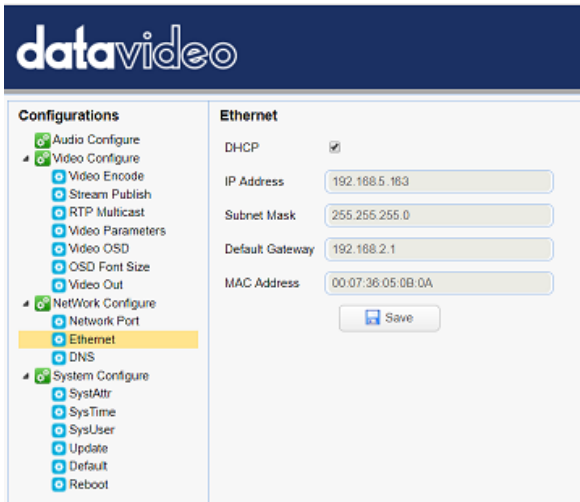 datavideo
Configurations
Audio Configure
Video Configure
Video Encode
Stream Publish
RTP Multicast
Video Parameters
Video OSD
OSD Font Size
Video Out
NetWork Configure
Network Port
Ethernet
DNS
System Configure
SystAttr
SysTime
SysUser
Update
Default
Reboot
Ethernet
DHCP
IP Address 192.168.5.163
Subnet Mask 255.255.255.0
Default Gateway 192.168.2.1
MAC Address 00:07:36:05:0B:0A
Save